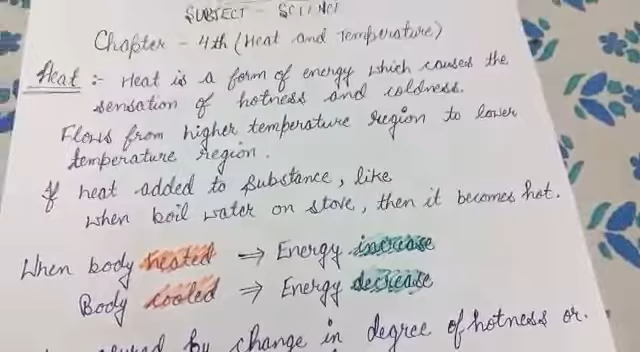 SUBJECT - SCIENCE
Chapter - 4th (Heat and Temperature)
Heat :- Heat is a form of energy which causes the
sensation of hotness and coldness.
Flows from higher temperature region to lower
temperature region.
If heat added to substance, like
when boil water on stove, then it becomes hot.
When body heated ⇒ Energy increase
Body cooled ⇒ Energy decrease
by change in degree of hotness or